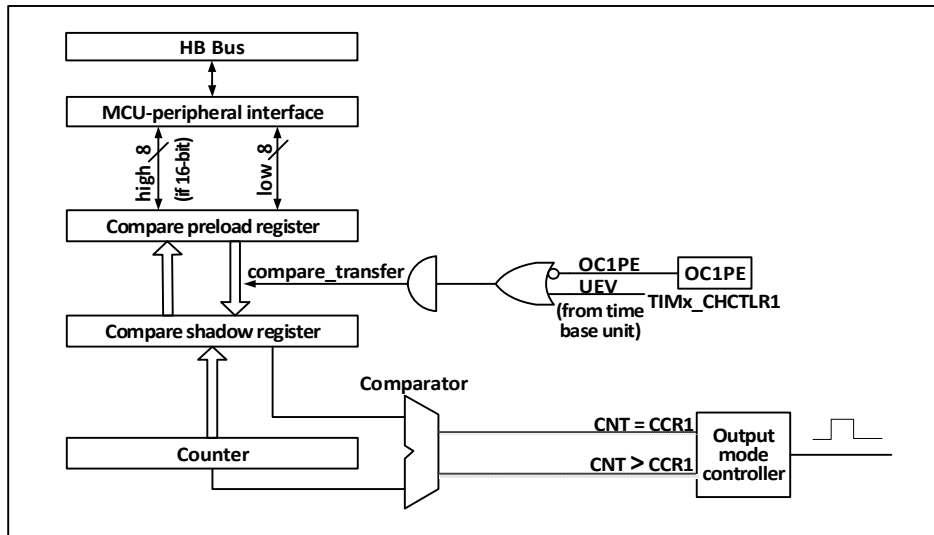 HB Bus
MCU-peripheral interface
high 8
(if 16-bit)
low 8
Compare preload register
compare_transfer
OC1PE
OC1PE
UEV
TIMx_CHCTLR1
(from time
base unit)
Compare shadow register
Comparator
CNT = CCR1
CNT > CCR1
Output
mode
controller
Counter